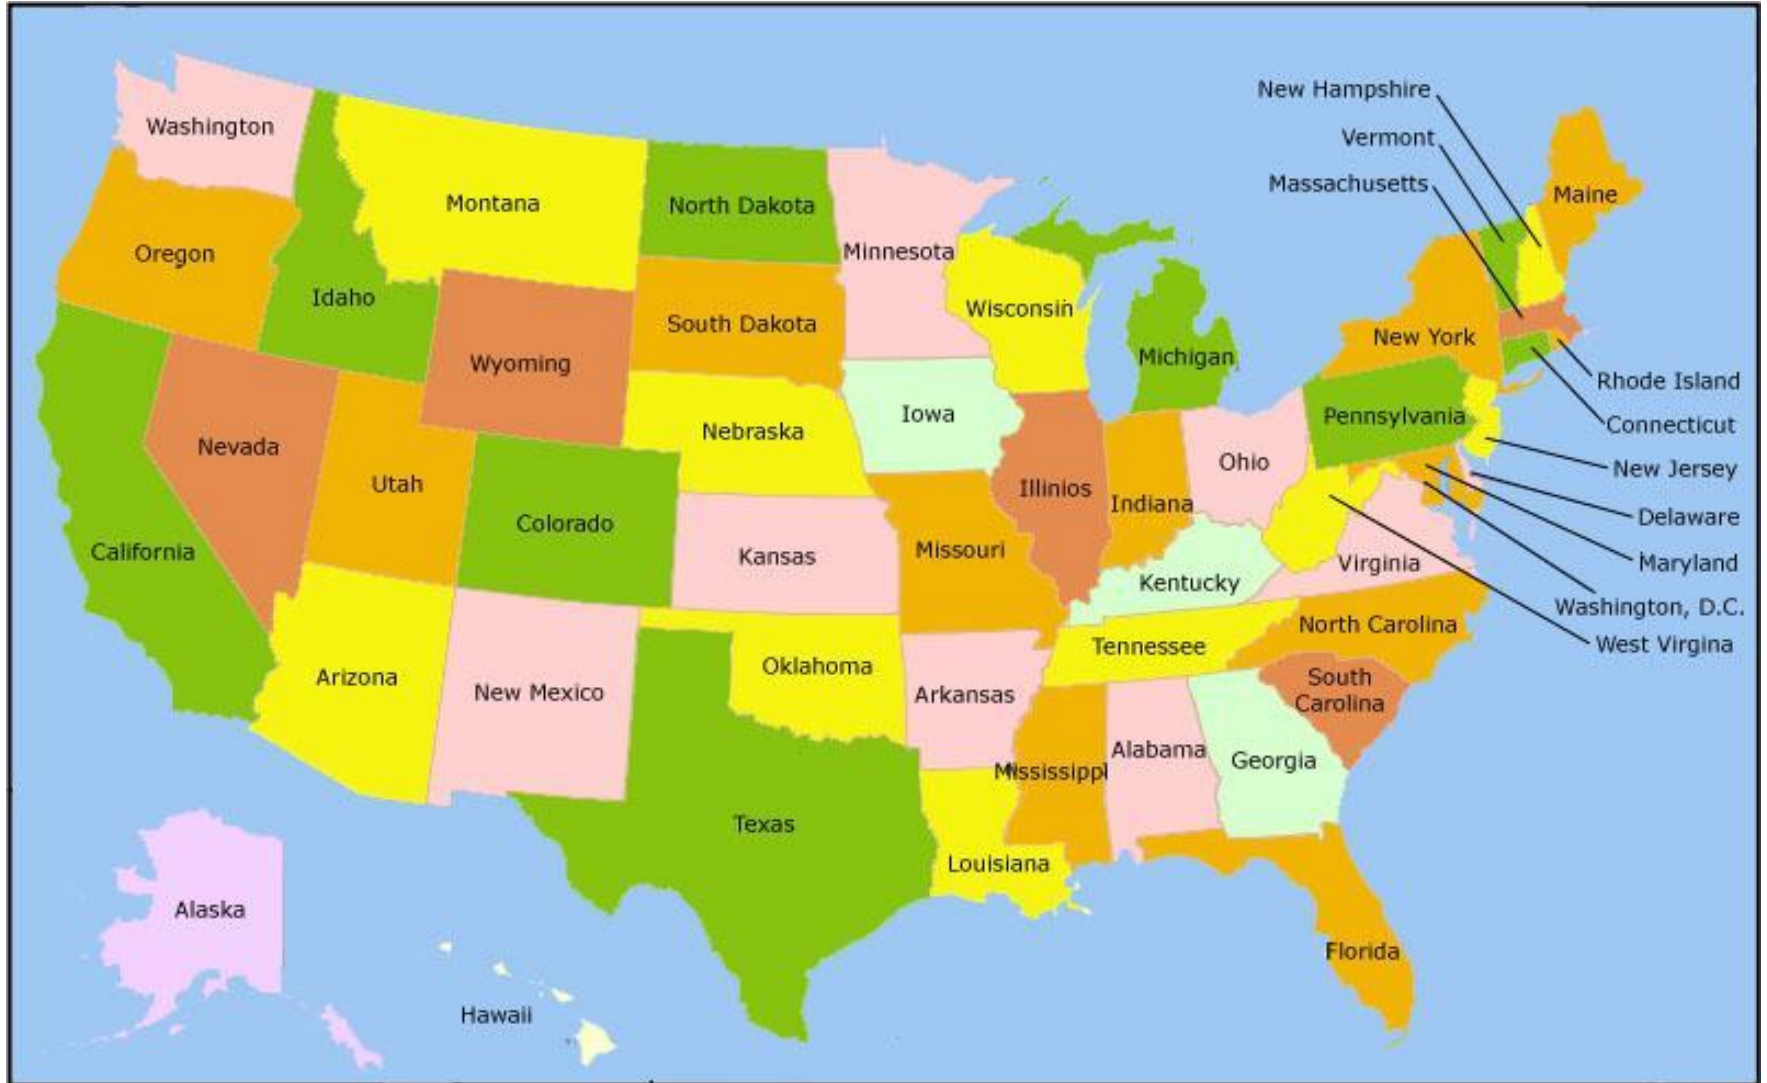 New Hampshire
Vermont
Massachusetts
Maine
Washington
Montana
North Dakota
Minnesota
Oregon
Idaho
Wisconsin
South Dakota
Wyoming
Michigan
New York
Rhode Island
Connecticut
Pennsylvania
Iowa
Nebraska
Nevada
Utah
Ohio
New Jersey
Illinios
Indiana
Delaware
Colorado
California
Kansas
Missouri
Kentucky
Virginia
Maryland
Washington, D.C.
North Carolina
West Virgina
Tennessee
Oklahoma
Arizona
New Mexico
Arkansas
South
Carolina
Alabama
Georgia
Mississippi
Texas
Louisiana
Alaska
Florida
Hawaii